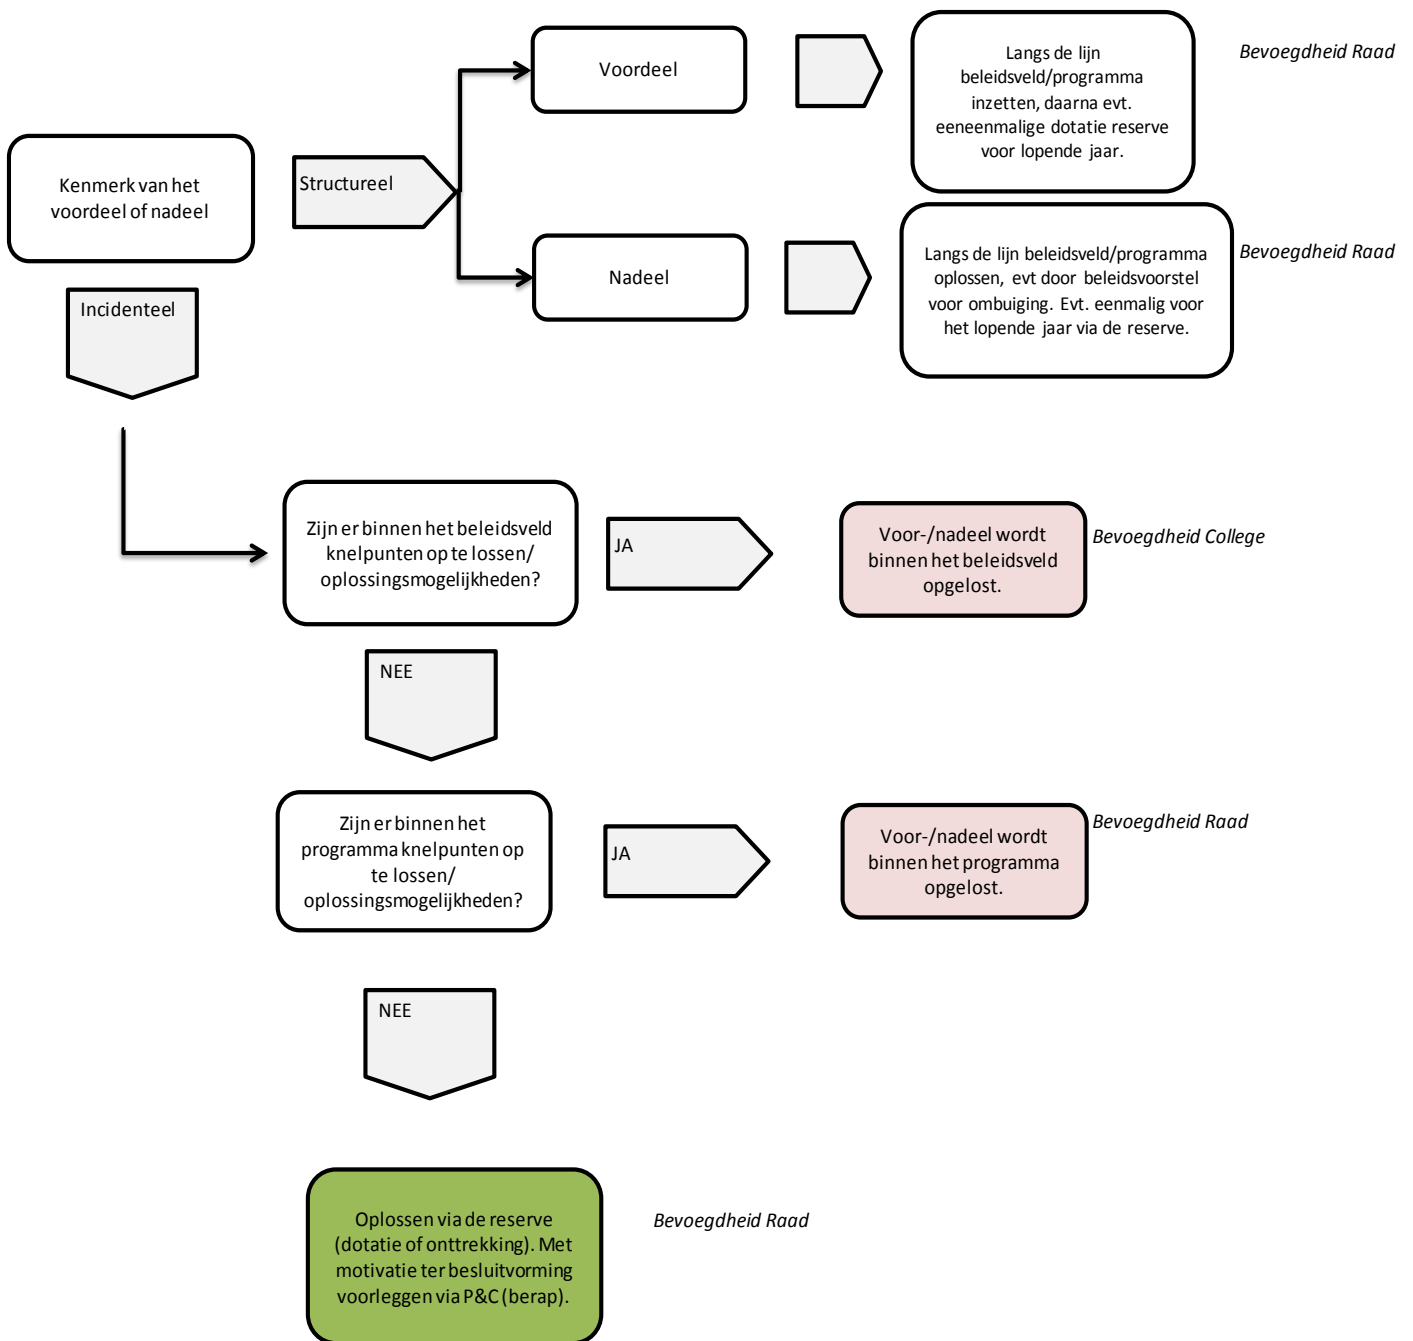 Kenmerk van het
voordeel of nadeel
Structureel
Voordeel
Langs de lijn
beleidsveld/programma
inzetten, daarna evt.
eeneenmalige dotatie reserve
voor lopende jaar.
Bevoegdheid Raad
Nadeel
Langs de lijn beleidsveld/programma
oplossen, evt door beleidsvoorstel
voor ombuiging. Evt. eenmalig voor
het lopende jaar via de reserve.
Bevoegdheid Raad
Incidenteel
Zijn er binnen het beleidsveld
knelpunten op te lossen/
oplossingsmogelijkheden?
JA
Voor-/nadeel wordt
binnen het beleidsveld
opgelost.
Bevoegdheid College
NEE
Zijn er binnen het
programma knelpunten op
te lossen/
oplossingsmogelijkheden?
JA
Voor-/nadeel wordt
binnen het programma
opgelost.
Bevoegdheid Raad
NEE
Oplossen via de reserve
(dotatie of onttrekking). Met
motivatie ter besluitvorming
voorleggen via P&C (berap).
Bevoegdheid Raad